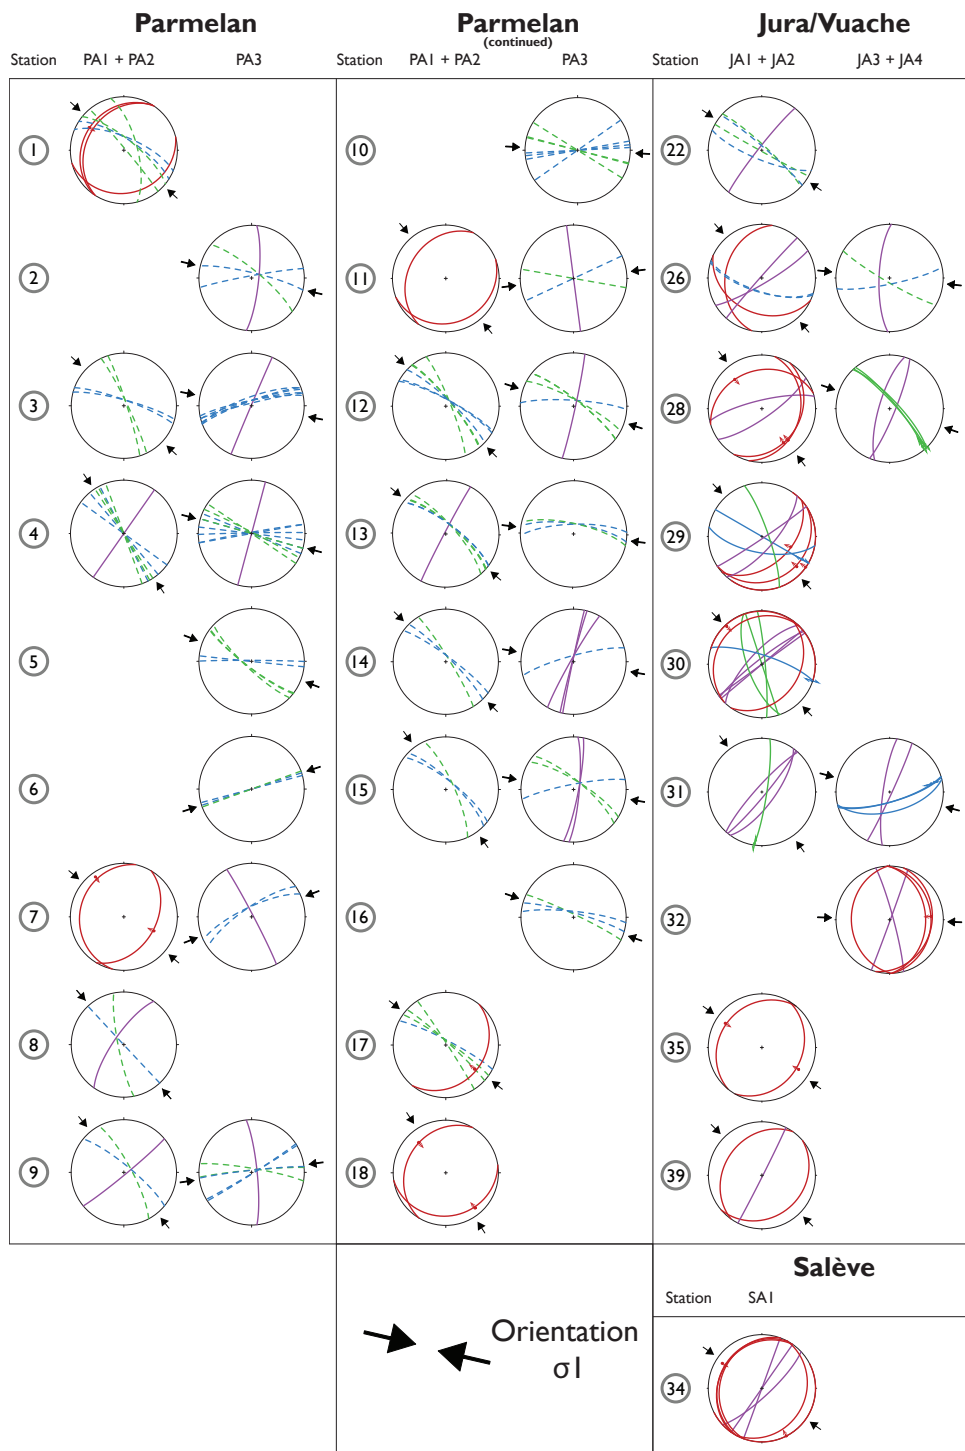 Parmelan
Station PA1 + PA2 PA3
1
2
3
4
5
6
7
8
9
Parmelan
(continued)
Station PA1 + PA2 PA3
10
11
12
13
14
15
16
17
18
Jura/Vuache
Station JA1 + JA2 JA3 + JA4
22
26
28
29
30
31
32
35
39
Orientation
σ1
Salève
Station SA1
34